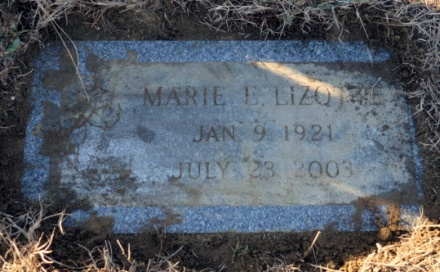 MARIE E. LIZOTTE
JAN. 9, 1921
JULY 23, 2003